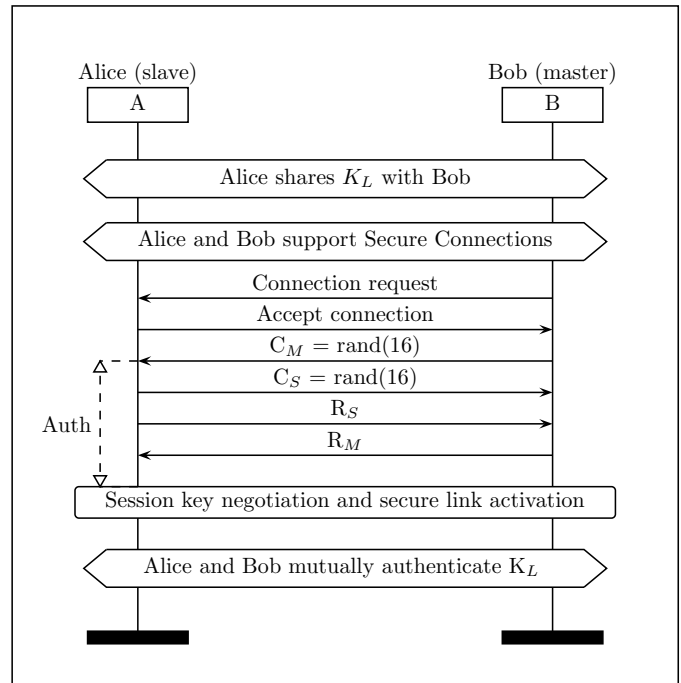 Alice (slave) Bob (master)
A B
Alice shares K_L with Bob
Alice and Bob support Secure Connections
Connection request
Accept connection
C_M = rand(16)
C_S = rand(16)
R_S
Auth
R_M
Session key negotiation and secure link activation
Alice and Bob mutually authenticate K_L